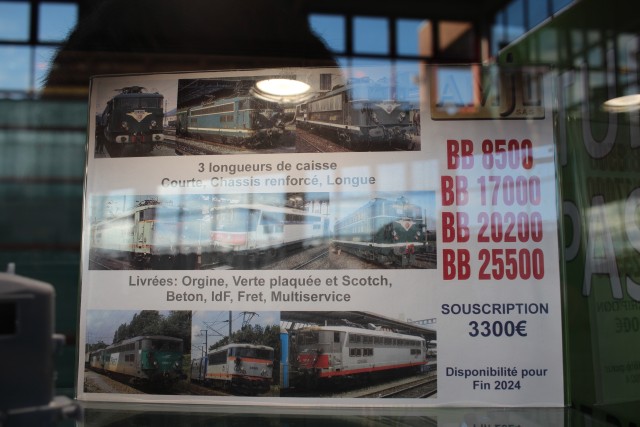 3 longueurs de caisse
Courte, Chassis renforcé, Longue
Livrées: Orgine, Verte plaquée et Scotch,
Beton, IdF, Fret, Multiservice
BB 8500
BB 17000
BB 20200
BB 25500
SOUSCRIPTION
3300€
Disponibilité pour
Fin 2024